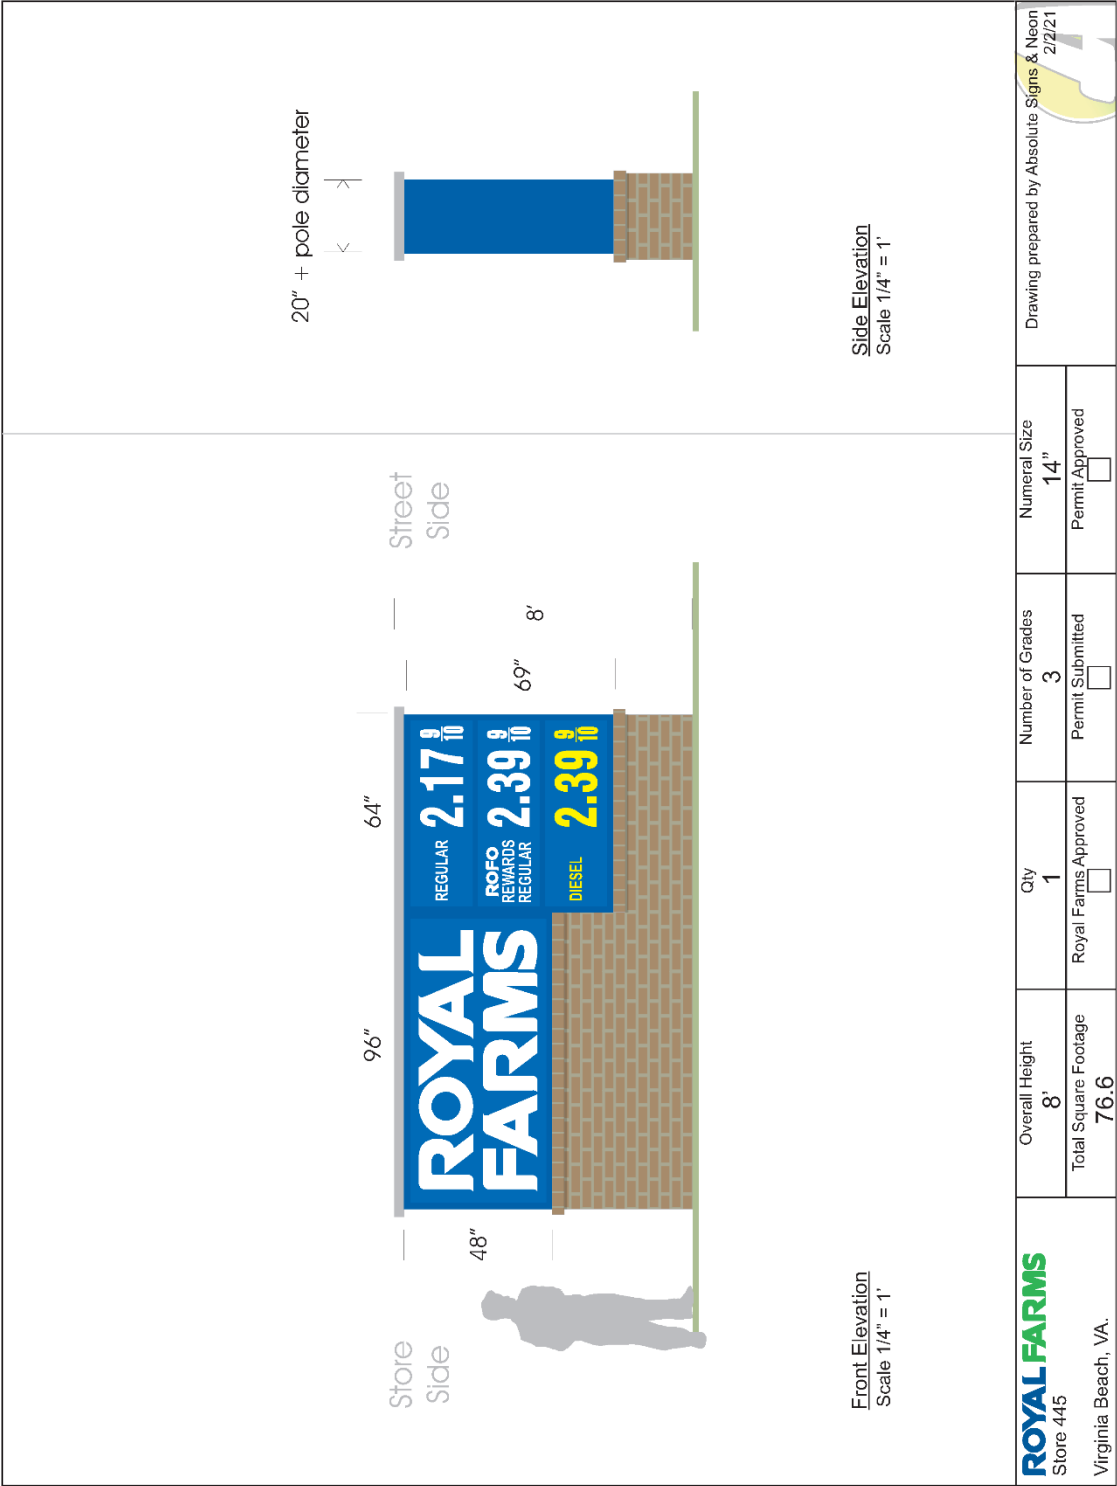 Store
Side
Street
Side
96"
64"
20" + pole diameter
48"
69"
8'
ROYAL
FARMS
REGULAR 2.17 9/10
ROFO
REWARDS
REGULAR
2.39 9/10
DIESEL 2.39 9/10
Front Elevation
Scale 1/4" = 1'
Side Elevation
Scale 1/4" = 1'
ROYAL FARMS
Store 445
Virginia Beach, VA.
Overall Height
8'
Total Square Footage
76.6
Qty
1
Royal Farms Approved
Number of Grades
3
Permit Submitted
Numeral Size
14"
Permit Approved
Drawing prepared by Absolute Signs & Neon
2/2/21